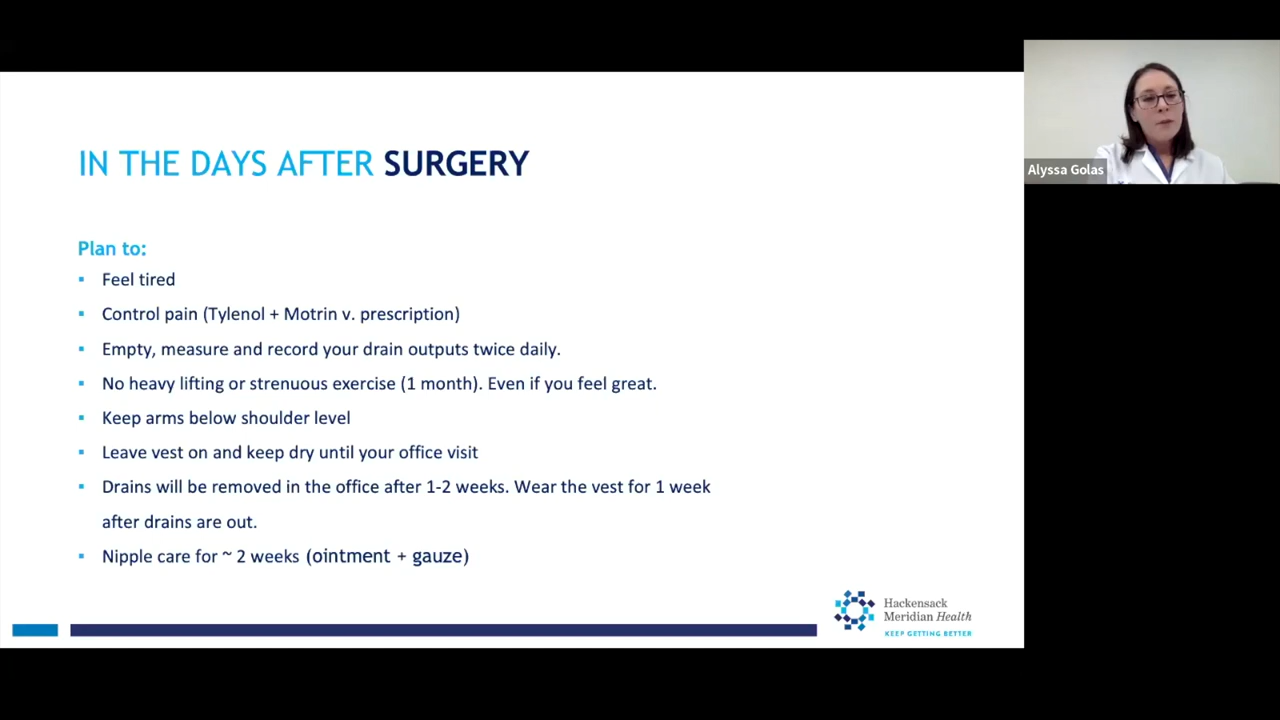 IN THE DAYS AFTER SURGERY
Alyssa Golas
Plan to:
▪ Feel tired
▪ Control pain (Tylenol + Motrin v. prescription)
▪ Empty, measure and record your drain outputs twice daily.
▪ No heavy lifting or strenuous exercise (1 month). Even if you feel great.
▪ Keep arms below shoulder level
▪ Leave vest on and keep dry until your office visit
▪ Drains will be removed in the office after 1-2 weeks. Wear the vest for 1 week
after drains are out.
▪ Nipple care for ~ 2 weeks (ointment + gauze)
Hackensack
Meridian Health
KEEP GETTING BETTER